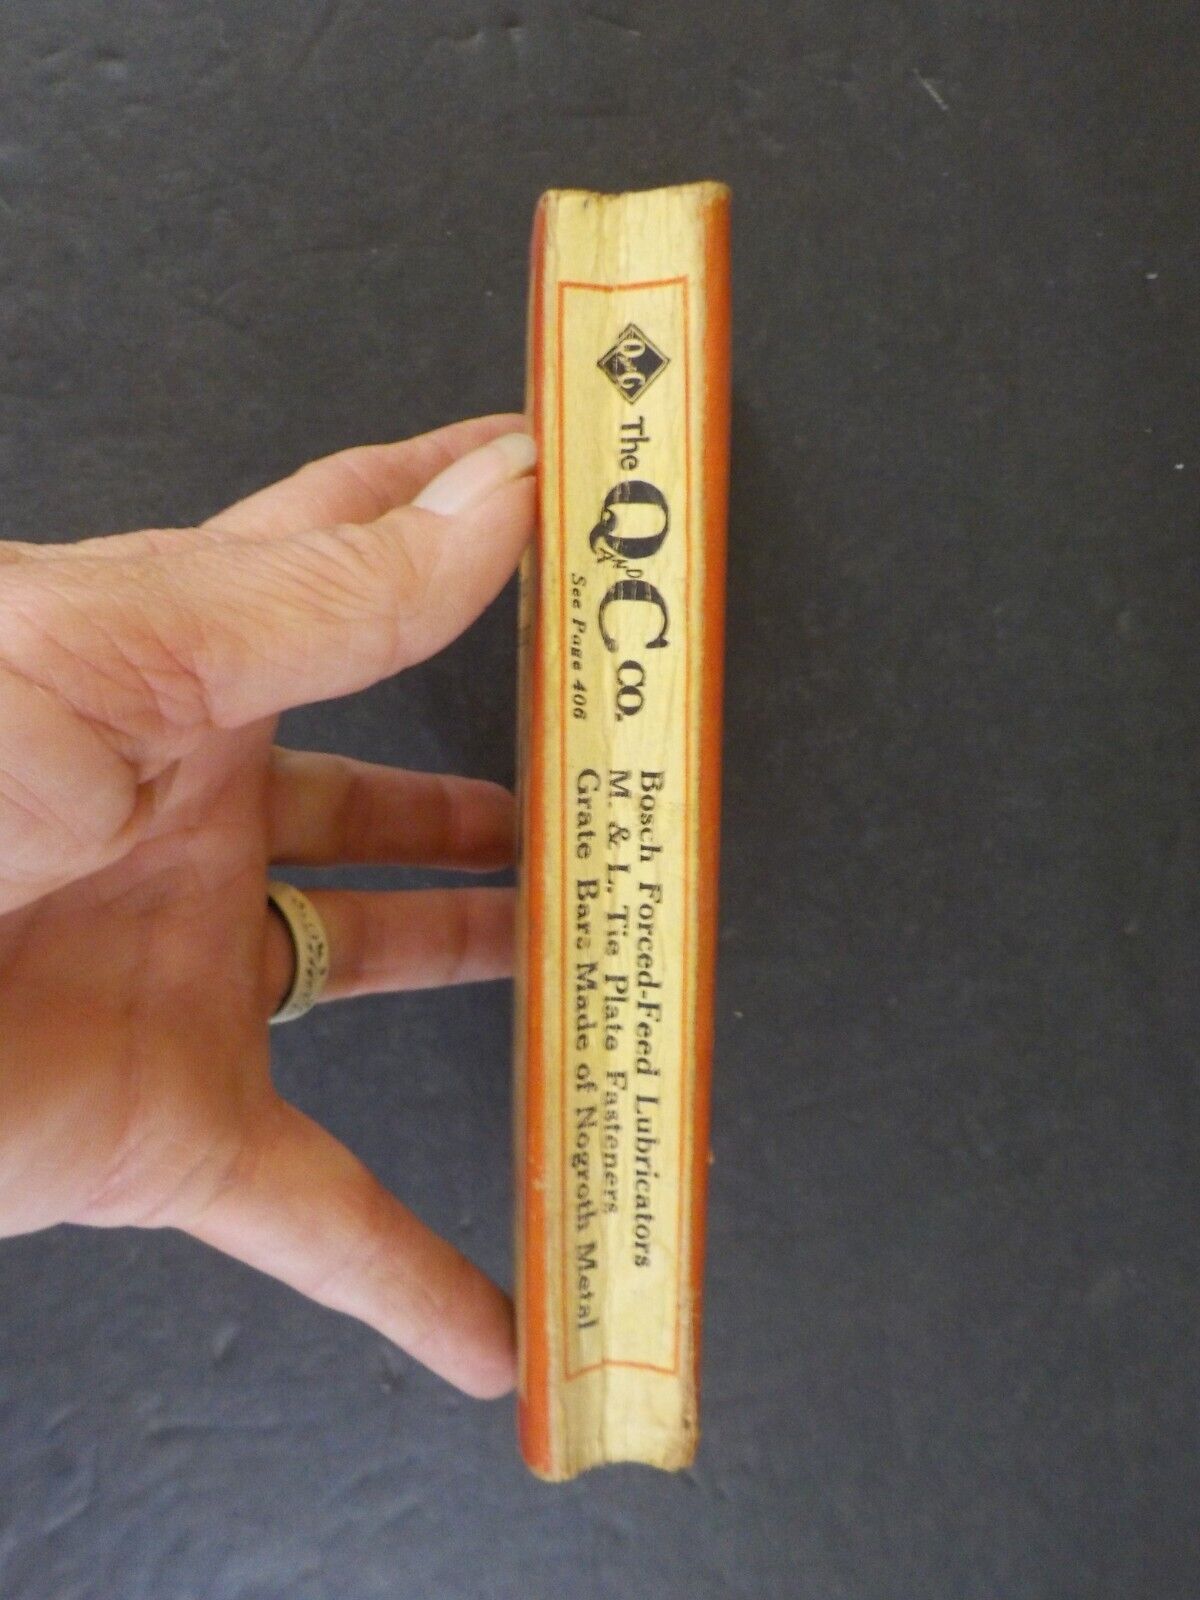 Q and C
The Q AND C CO.
See Page 406
Bosch Forced-Feed Lubricators
M. & L. Tie Plate Fasteners
Grate Bars Made of Nogroth Metal